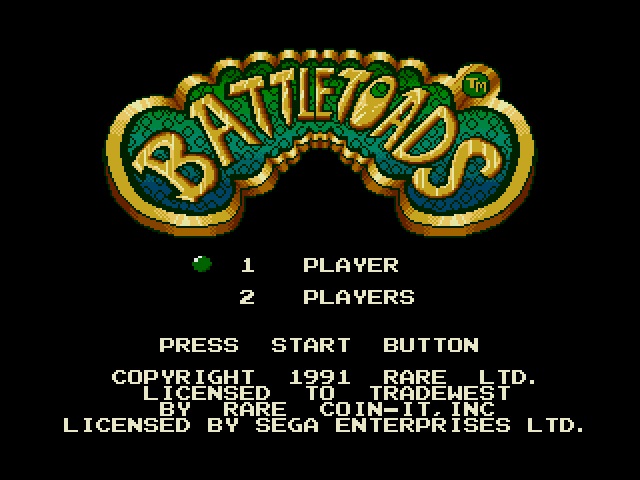 BATTLETOADS TM
1 PLAYER
2 PLAYERS
PRESS START BUTTON
COPYRIGHT 1991 RARE LTD.
LICENSED TO TRADEWEST
BY RARE COIN-IT, INC
LICENSED BY SEGA ENTERPRISES LTD.